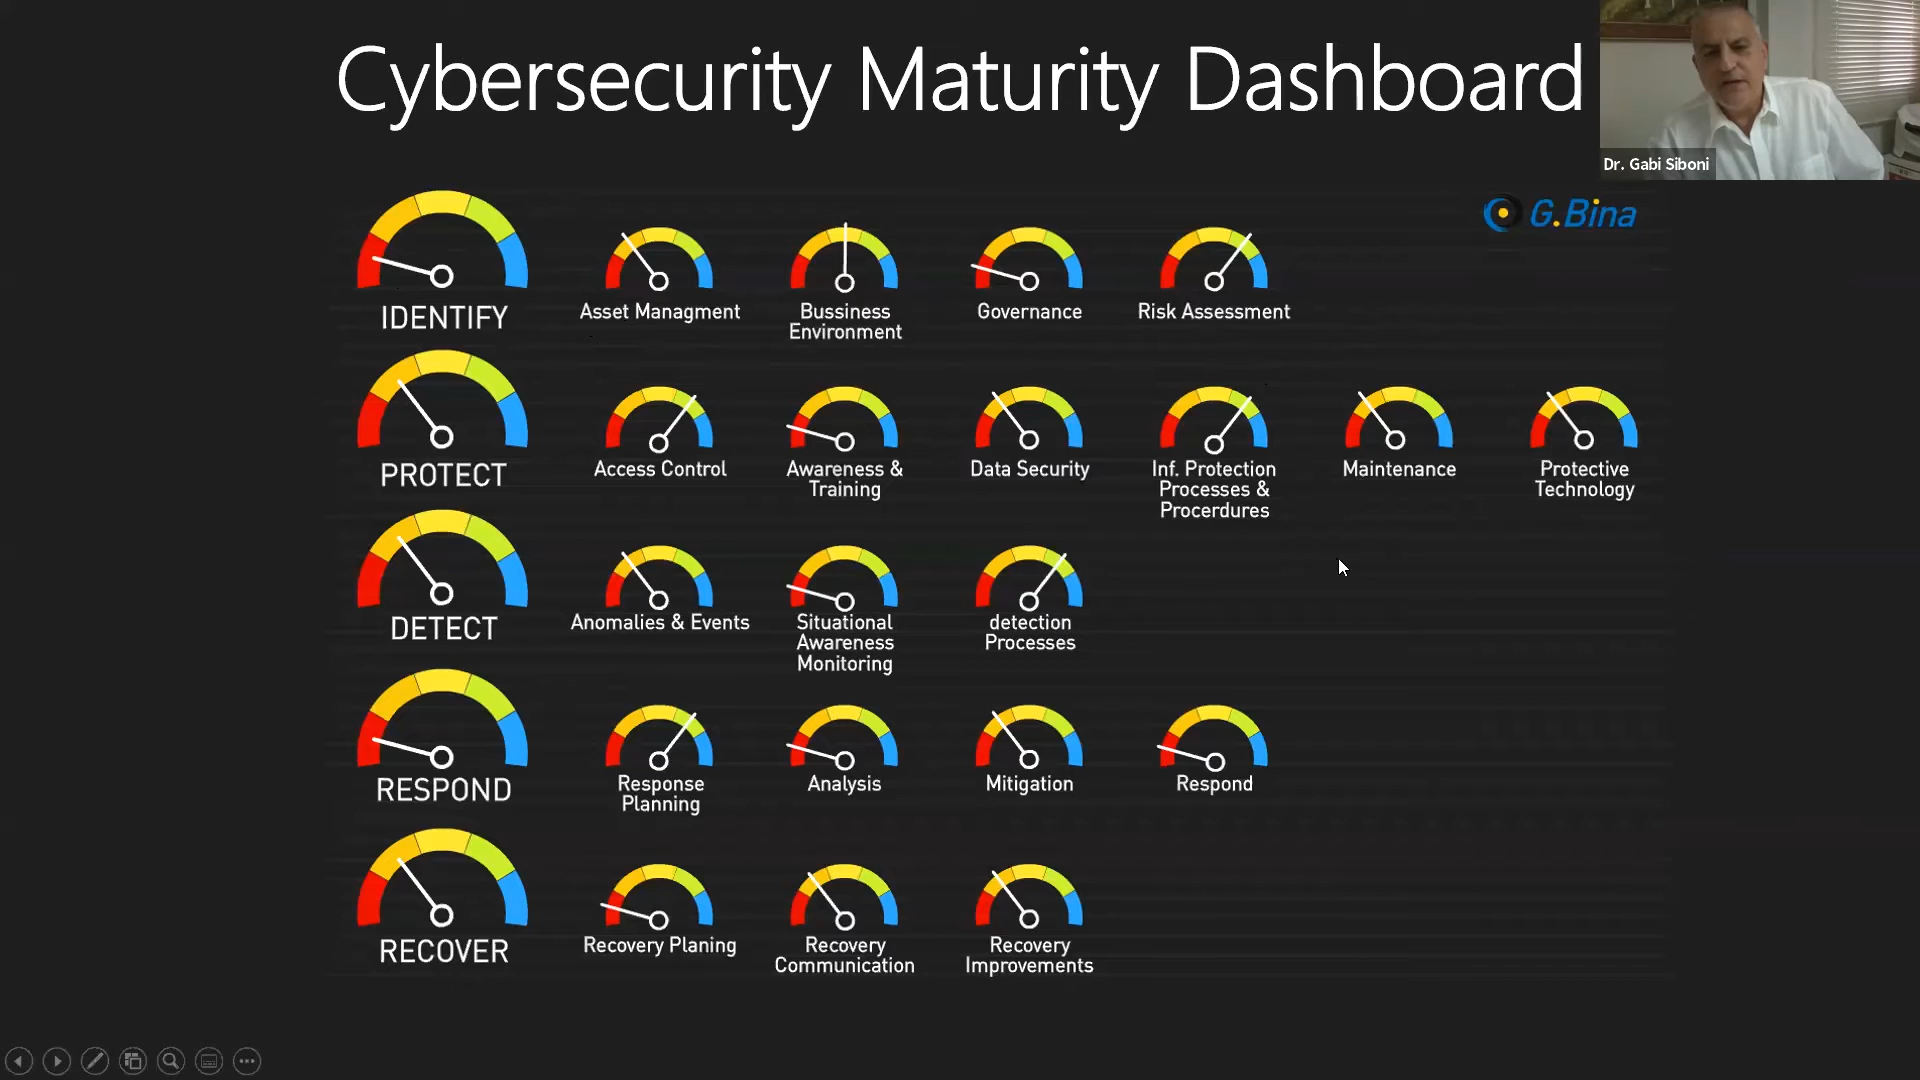 Cybersecurity Maturity Dashboard
Dr. Gabi Siboni
G.Bina
IDENTIFY
Asset Managment
Bussiness
Environment
Governance
Risk Assessment
PROTECT
Access Control
Awareness &
Training
Data Security
Inf. Protection
Processes &
Procerdures
Maintenance
Protective
Technology
DETECT
Anomalies & Events
Situational
Awareness
Monitoring
detection
Processes
RESPOND
Response
Planning
Analysis
Mitigation
Respond
RECOVER
Recovery Planing
Recovery
Communication
Recovery
Improvements